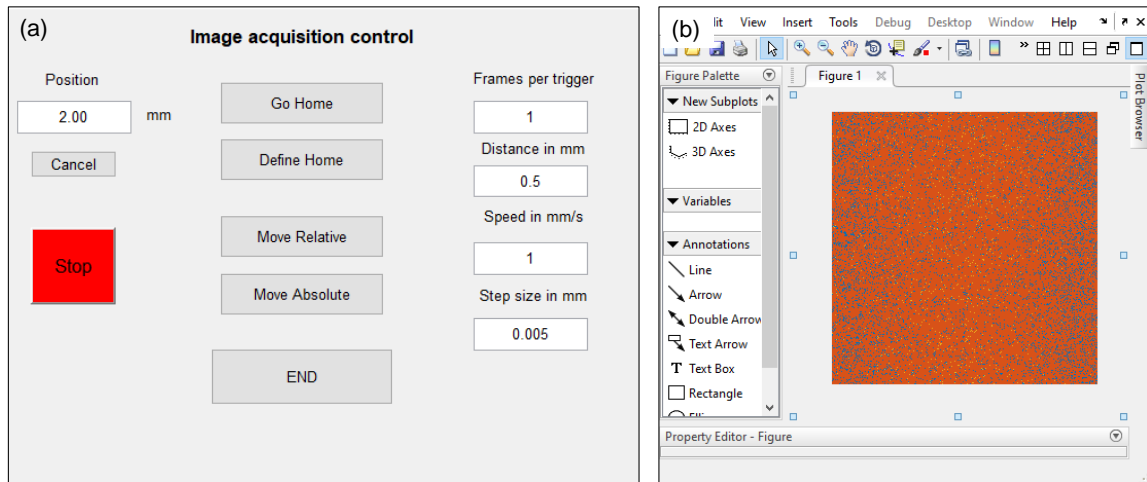 (a)
Image acquisition control
Position
2.00
mm
Cancel
Stop
Go Home
Define Home
Move Relative
Move Absolute
END
Frames per trigger
1
Distance in mm
0.5
Speed in mm/s
1
Step size in mm
0.005
(b)
lit View Insert Tools Debug Desktop Window Help
Figure Palette
Figure 1
Plot Browser
New Subplots
2D Axes
3D Axes
Variables
Annotations
Line
Arrow
Double Arrow
Text Arrow
T Text Box
Rectangle
Property Editor - Figure